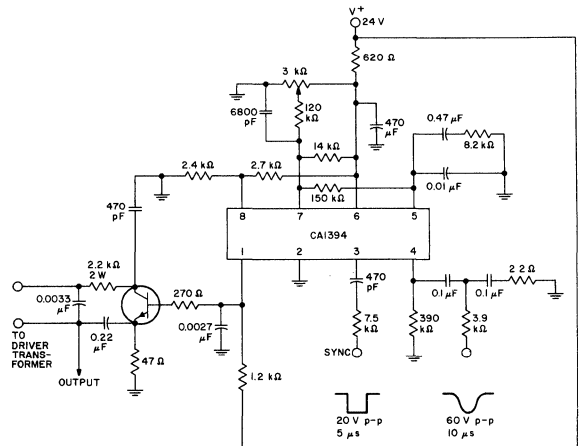 V+
24 V
620 Ω
3 kΩ
6800
pF
120
kΩ
470
μF
0.47 μF
8.2 kΩ
14 kΩ
0.01 μF
2.4 kΩ
2.7 kΩ
150 kΩ
470
pF
8
7
6
5
CA1394
1
2
3
4
2.2 kΩ
2 W
270 Ω
470
pF
0.1 μF
0.1 μF
2 2 Ω
0.0033
μF
0.0027
μF
7.5
kΩ
390
kΩ
3.9
kΩ
TO
DRIVER
TRANS-
FORMER
0.22
μF
OUTPUT
47 Ω
1.2 kΩ
SYNC
20 V p-p
5 μs
60 V p-p
10 μs